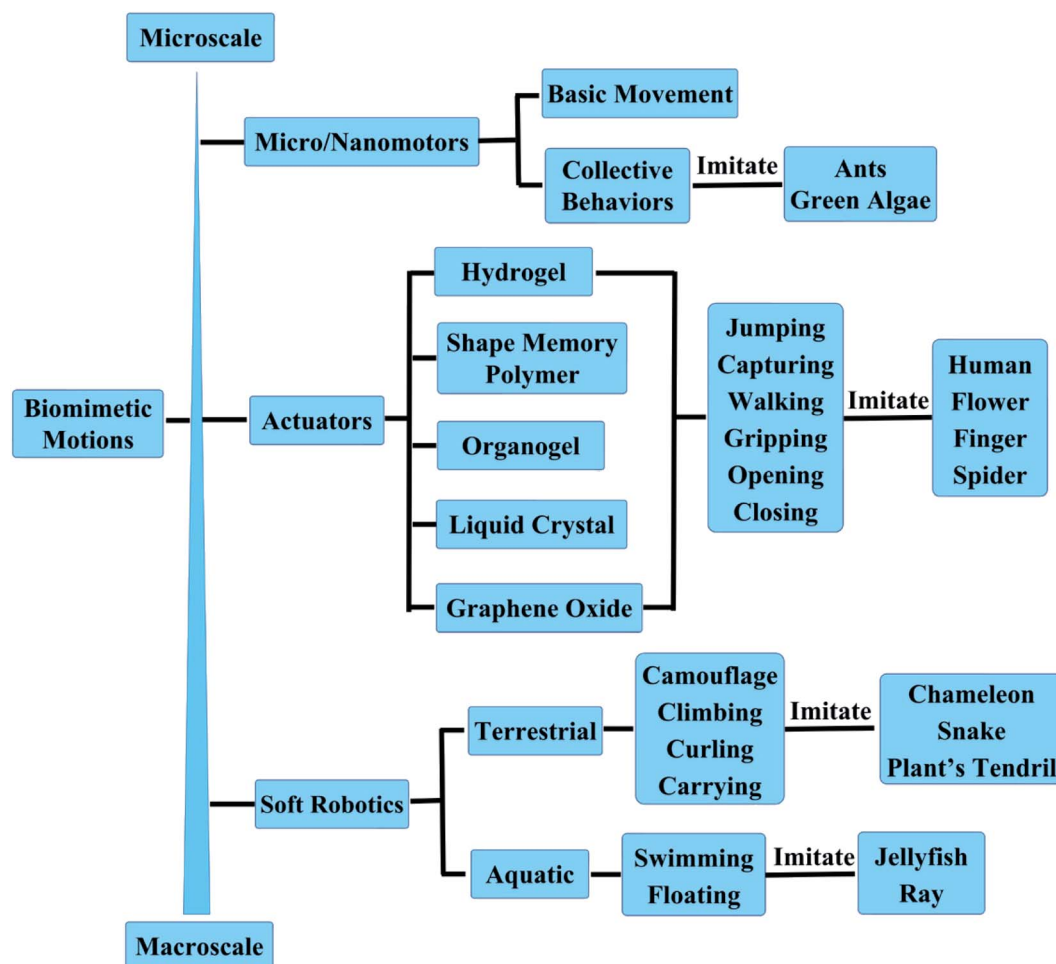 Microscale
Basic Movement
Micro/Nanomotors
Collective
Behaviors
Imitate
Ants
Green Algae
Hydrogel
Shape Memory
Polymer
Jumping
Capturing
Walking
Gripping
Opening
Closing
Imitate
Human
Flower
Finger
Spider
Biomimetic
Motions
Actuators
Organogel
Liquid Crystal
Graphene Oxide
Camouflage
Climbing
Curling
Carrying
Imitate
Chameleon
Snake
Plant's Tendril
Terrestrial
Soft Robotics
Aquatic
Swimming
Floating
Imitate
Jellyfish
Ray
Macroscale